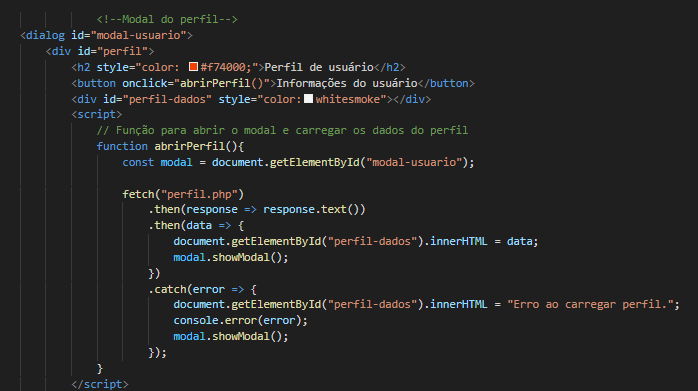 <!--Modal do perfil-->
<dialog id="modal-usuario">
<div id="perfil">
<h2 style="color: #f74000;">Perfil de usuário</h2>
<button onclick="abrirPerfil()">Informações do usuário</button>
<div id="perfil-dados" style="color:whitesmoke"></div>
<script>
// Função para abrir o modal e carregar os dados do perfil
function abrirPerfil(){
const modal = document.getElementById("modal-usuario");
fetch("perfil.php")
.then(response => response.text())
.then(data => {
document.getElementById("perfil-dados").innerHTML = data;
modal.showModal();
})
.catch(error => {
document.getElementById("perfil-dados").innerHTML = "Erro ao carregar perfil.";
console.error(error);
modal.showModal();
});
}
</script>